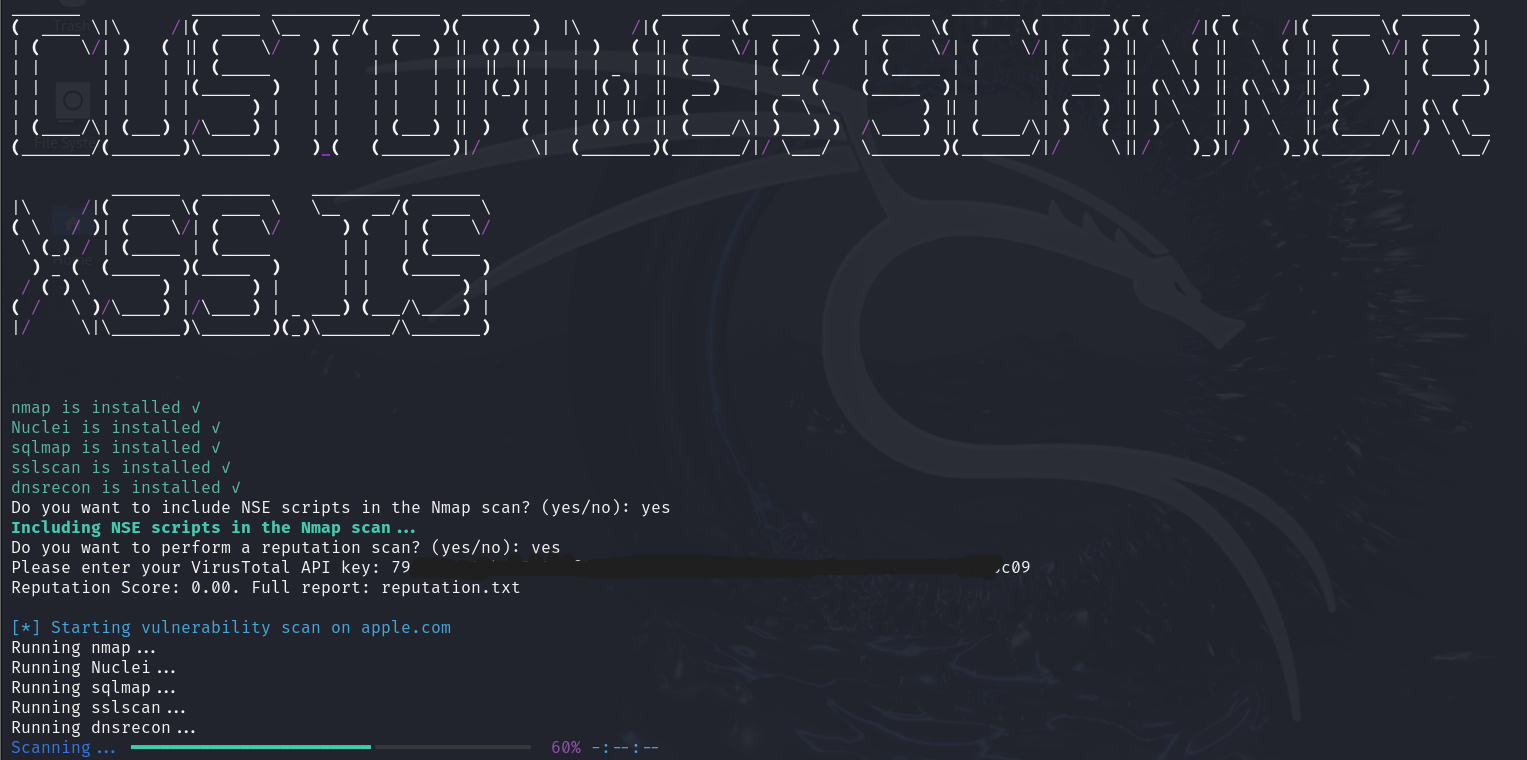 CUSTOMER SCANNER
XSS.IS
nmap is installed √
Nuclei is installed √
sqlmap is installed √
sslscan is installed √
dnsrecon is installed √
Do you want to include NSE scripts in the Nmap scan? (yes/no): yes
Including NSE scripts in the Nmap scan...
Do you want to perform a reputation scan? (yes/no): yes
Please enter your VirusTotal API key: 79 c09
Reputation Score: 0.00. Full report: reputation.txt
[*] Starting vulnerability scan on apple.com
Running nmap...
Running Nuclei...
Running sqlmap...
Running sslscan...
Running dnsrecon...
Scanning... 60% -:--:--